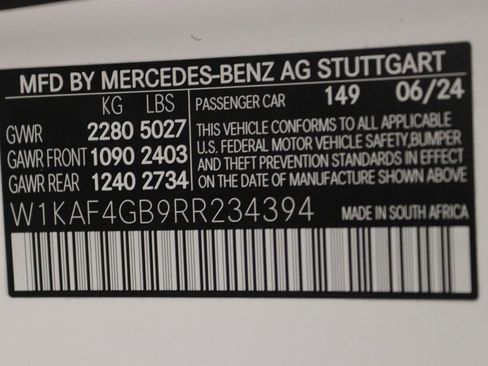 MFD BY MERCEDES-BENZ AG STUTTGART
KG LBS
PASSENGER CAR 149 06/24
GVWR 2280 5027
GAWR FRONT 1090 2403
GAWR REAR 1240 2734
THIS VEHICLE CONFORMS TO ALL APPLICABLE
U.S. FEDERAL MOTOR VEHICLE SAFETY, BUMPER
AND THEFT PREVENTION STANDARDS IN EFFECT
ON THE DATE OF MANUFACTURE SHOWN ABOVE
W1KAF4GB9RR234394
MADE IN SOUTH AFRICA